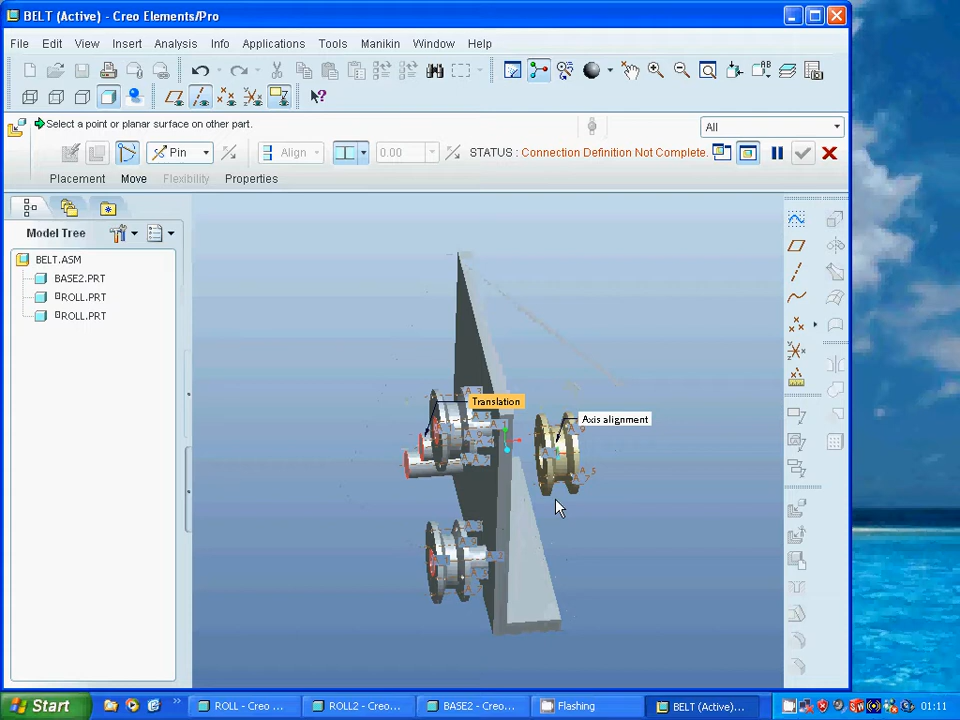 BELT (Active) - Creo Elements/Pro
File Edit View Insert Analysis Info Applications Tools Manikin Window Help
Select a point or planar surface on other part.
All
Pin
Align
0.00
STATUS : Connection Definition Not Complete.
Placement Move Flexibility Properties
Model Tree
BELT.ASM
BASE2.PRT
ROLL.PRT
ROLL.PRT
Translation
Axis alignment
Start
ROLL - Creo ...
ROLL2 - Creo...
BASE2 - Creo...
Flashing
BELT (Active)...
01:11